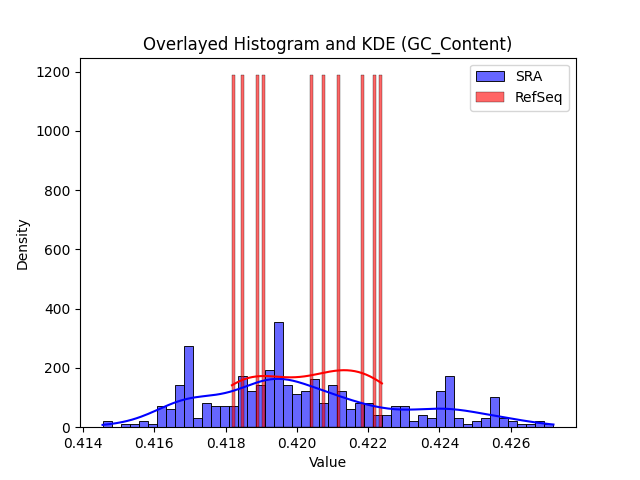 Overlayed Histogram and KDE (GC_Content)
SRA
RefSeq
1200
1000
800
600
400
200
0
Density
0.414 0.416 0.418 0.420 0.422 0.424 0.426
Value